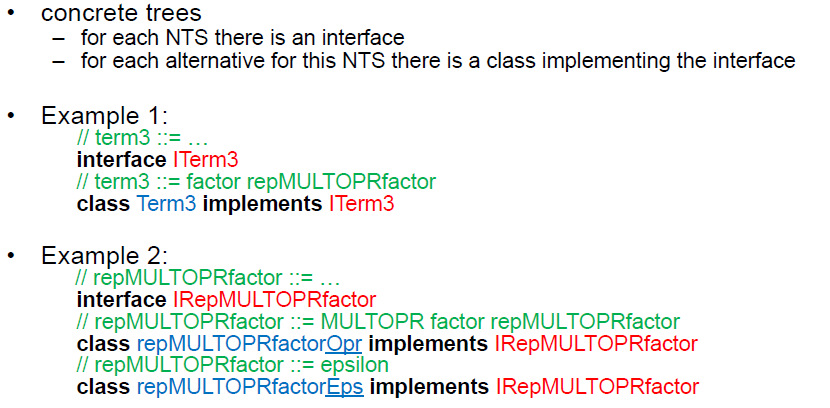 • concrete trees
– for each NTS there is an interface
– for each alternative for this NTS there is a class implementing the interface
• Example 1:
// term3 ::= …
interface ITerm3
// term3 ::= factor repMULTOPRfactor
class Term3 implements ITerm3
• Example 2:
// repMULTOPRfactor ::= …
interface IRepMULTOPRfactor
// repMULTOPRfactor ::= MULTOPR factor repMULTOPRfactor
class repMULTOPRfactorOpr implements IRepMULTOPRfactor
// repMULTOPRfactor ::= epsilon
class repMULTOPRfactorEps implements IRepMULTOPRfactor